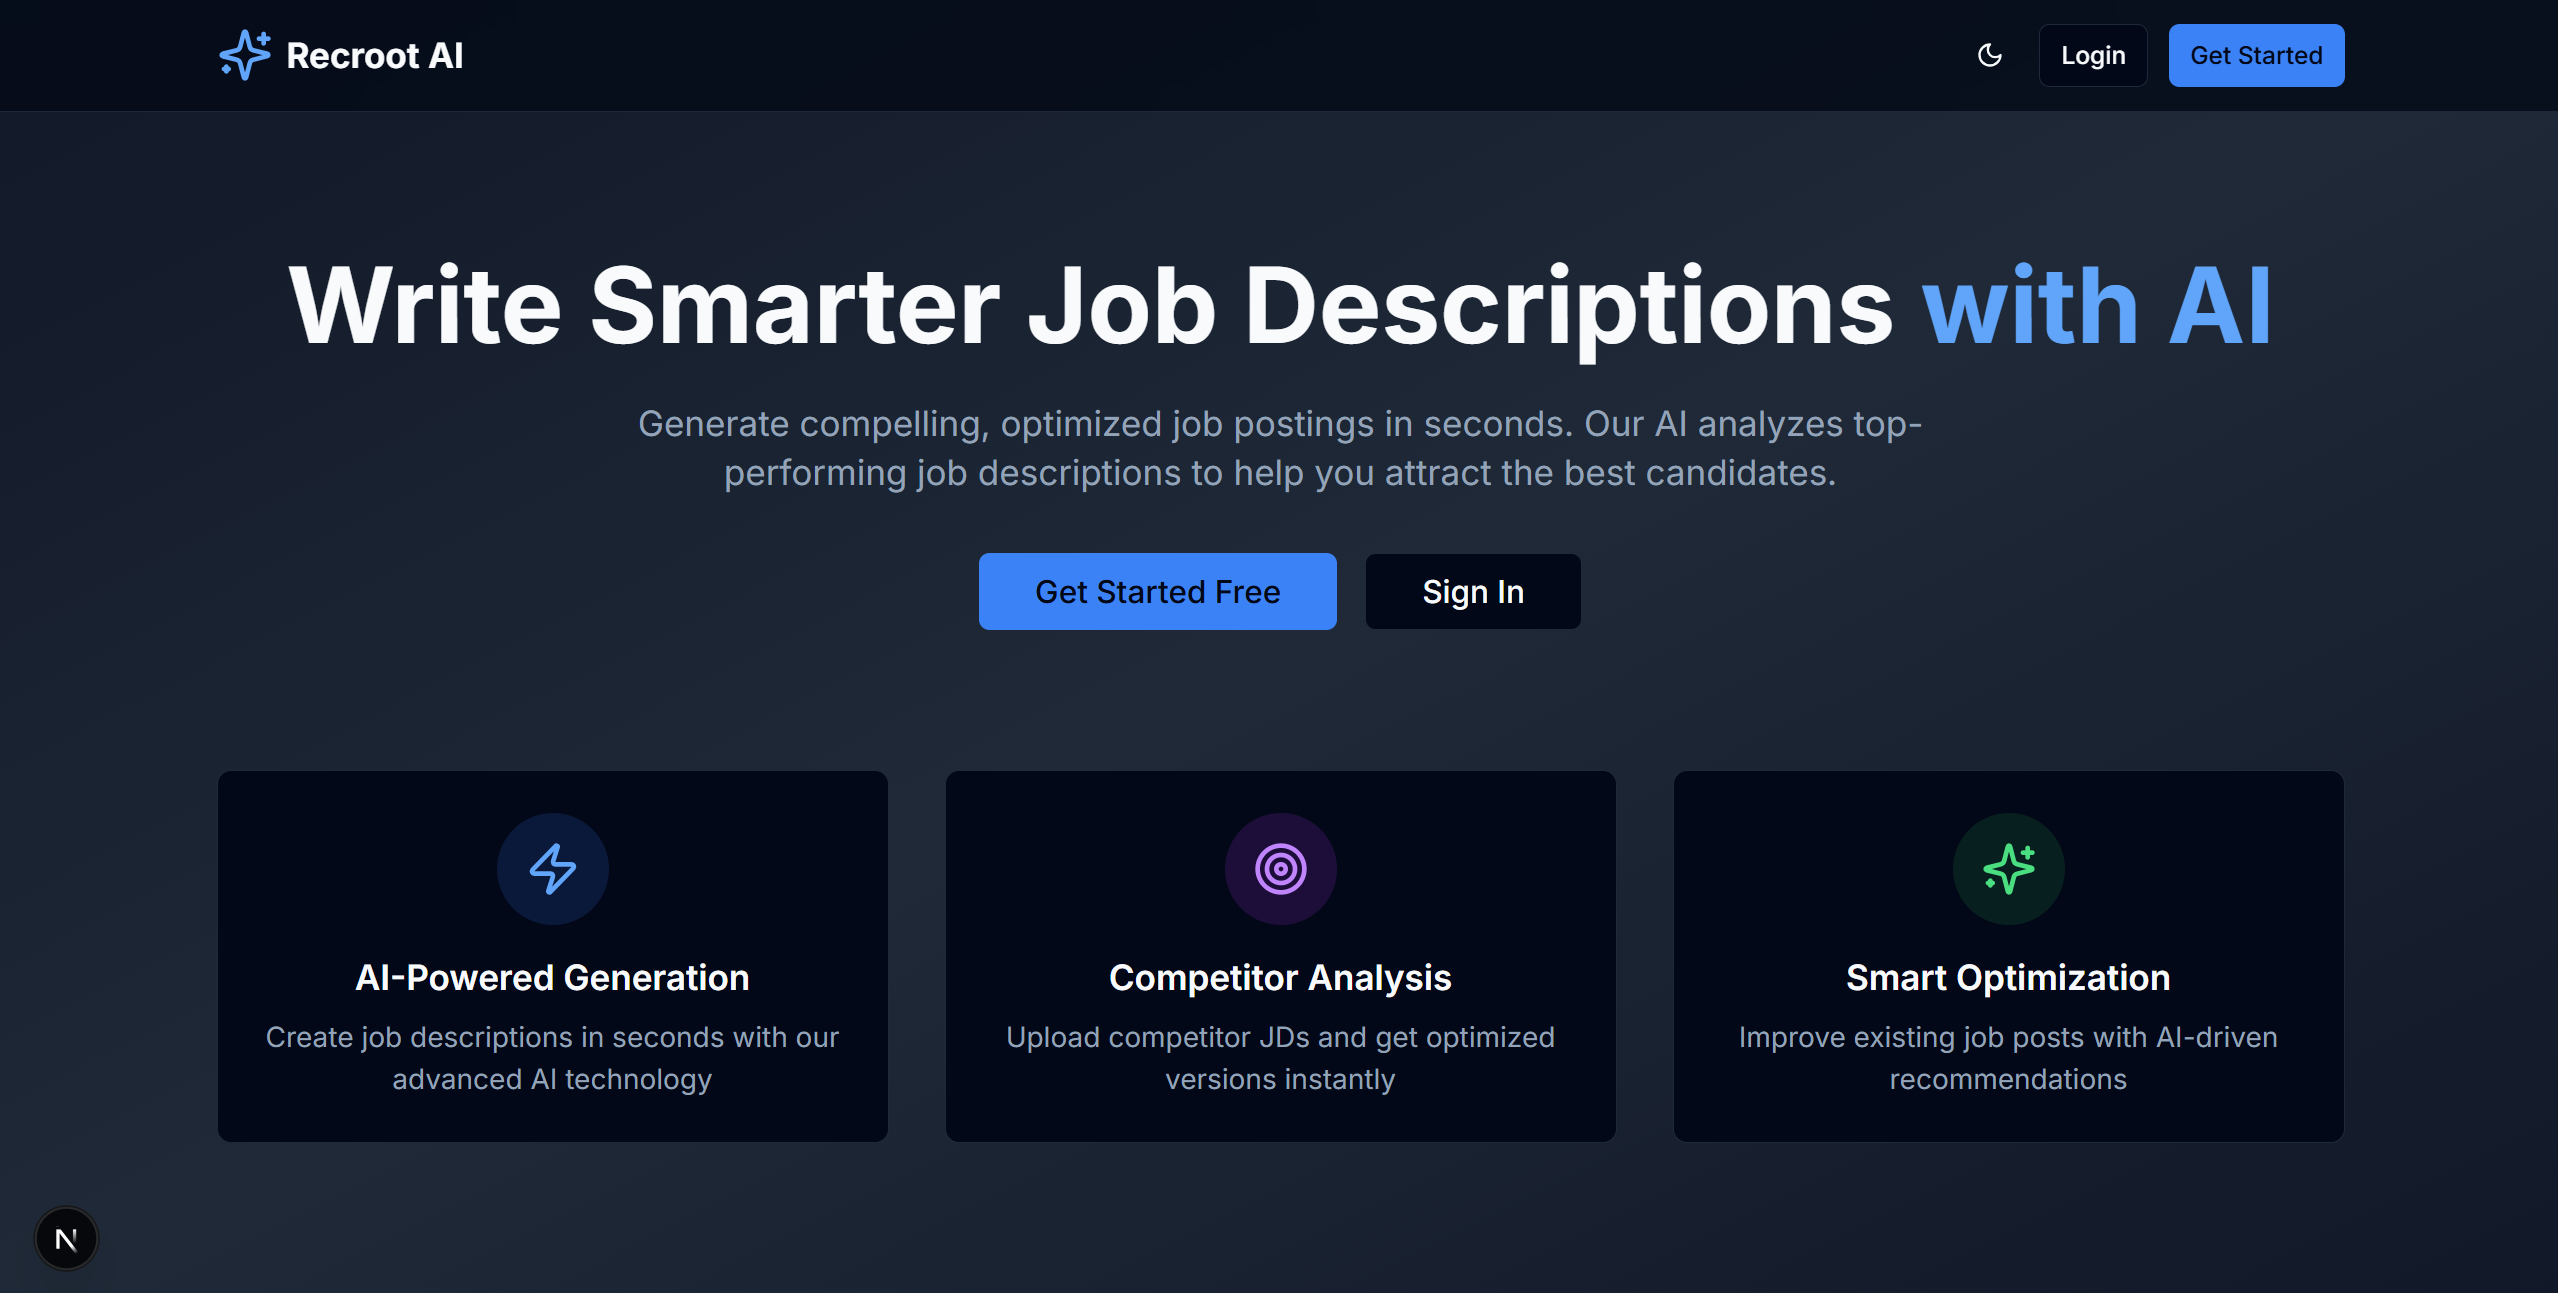 Recroot AI
Login
Get Started
Write Smarter Job Descriptions with AI
Generate compelling, optimized job postings in seconds. Our AI analyzes top-
performing job descriptions to help you attract the best candidates.
Get Started Free
Sign In
AI-Powered Generation
Create job descriptions in seconds with our
advanced AI technology
Competitor Analysis
Upload competitor JDs and get optimized
versions instantly
Smart Optimization
Improve existing job posts with AI-driven
recommendations
N